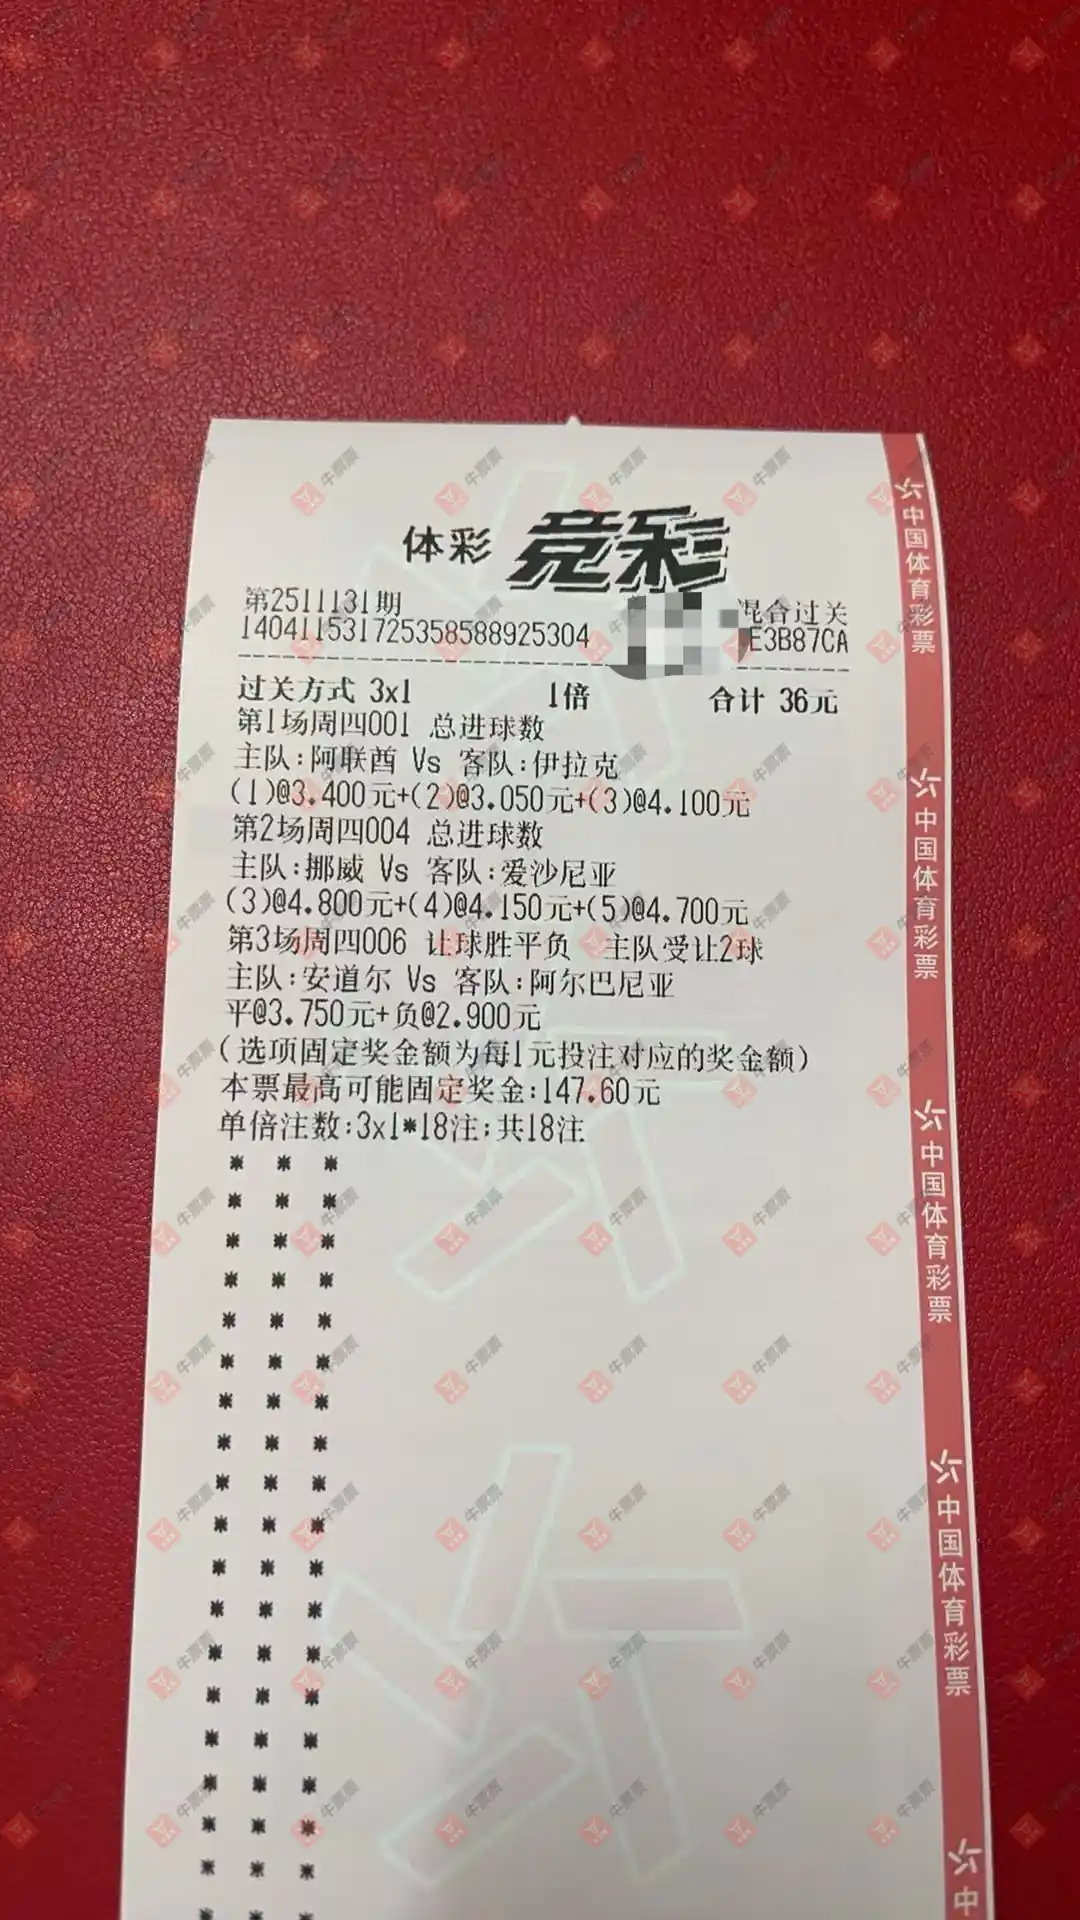 体彩 竞彩
第2511131期 混合过关
140411531725358588925304 E3B87CA
过关方式 3x1 1倍 合计 36元
第1场周四001 总进球数
主队:阿联酋 Vs 客队:伊拉克
(1)@3.400元+(2)@3.050元+(3)@4.100元
第2场周四004 总进球数
主队:挪威 Vs 客队:爱沙尼亚
(3)@4.800元+(4)@4.150元+(5)@4.700元
第3场周四006 让球胜平负 主队受让2球
主队:安道尔 Vs 客队:阿尔巴尼亚
平@3.750元+负@2.900元
(选项固定奖金额为每1元投注对应的奖金额)
本票最高可能固定奖金:147.60元
单倍注数:3x1*18注;共18注
中国体育彩票
中国体育彩票
中国体育彩票
中国体育彩票
中
牛票票